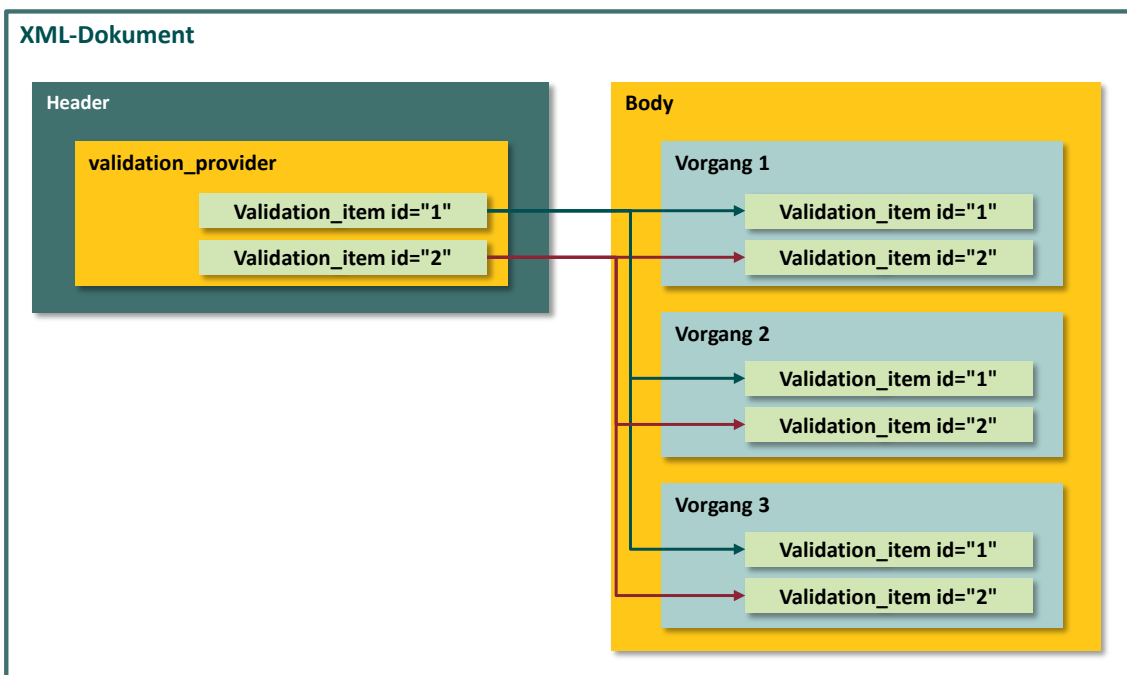 XML-Dokument
Header
validation_provider
Validation_item id="1"
Validation_item id="2"
Body
Vorgang 1
Validation_item id="1"
Validation_item id="2"
Vorgang 2
Validation_item id="1"
Validation_item id="2"
Vorgang 3
Validation_item id="1"
Validation_item id="2"